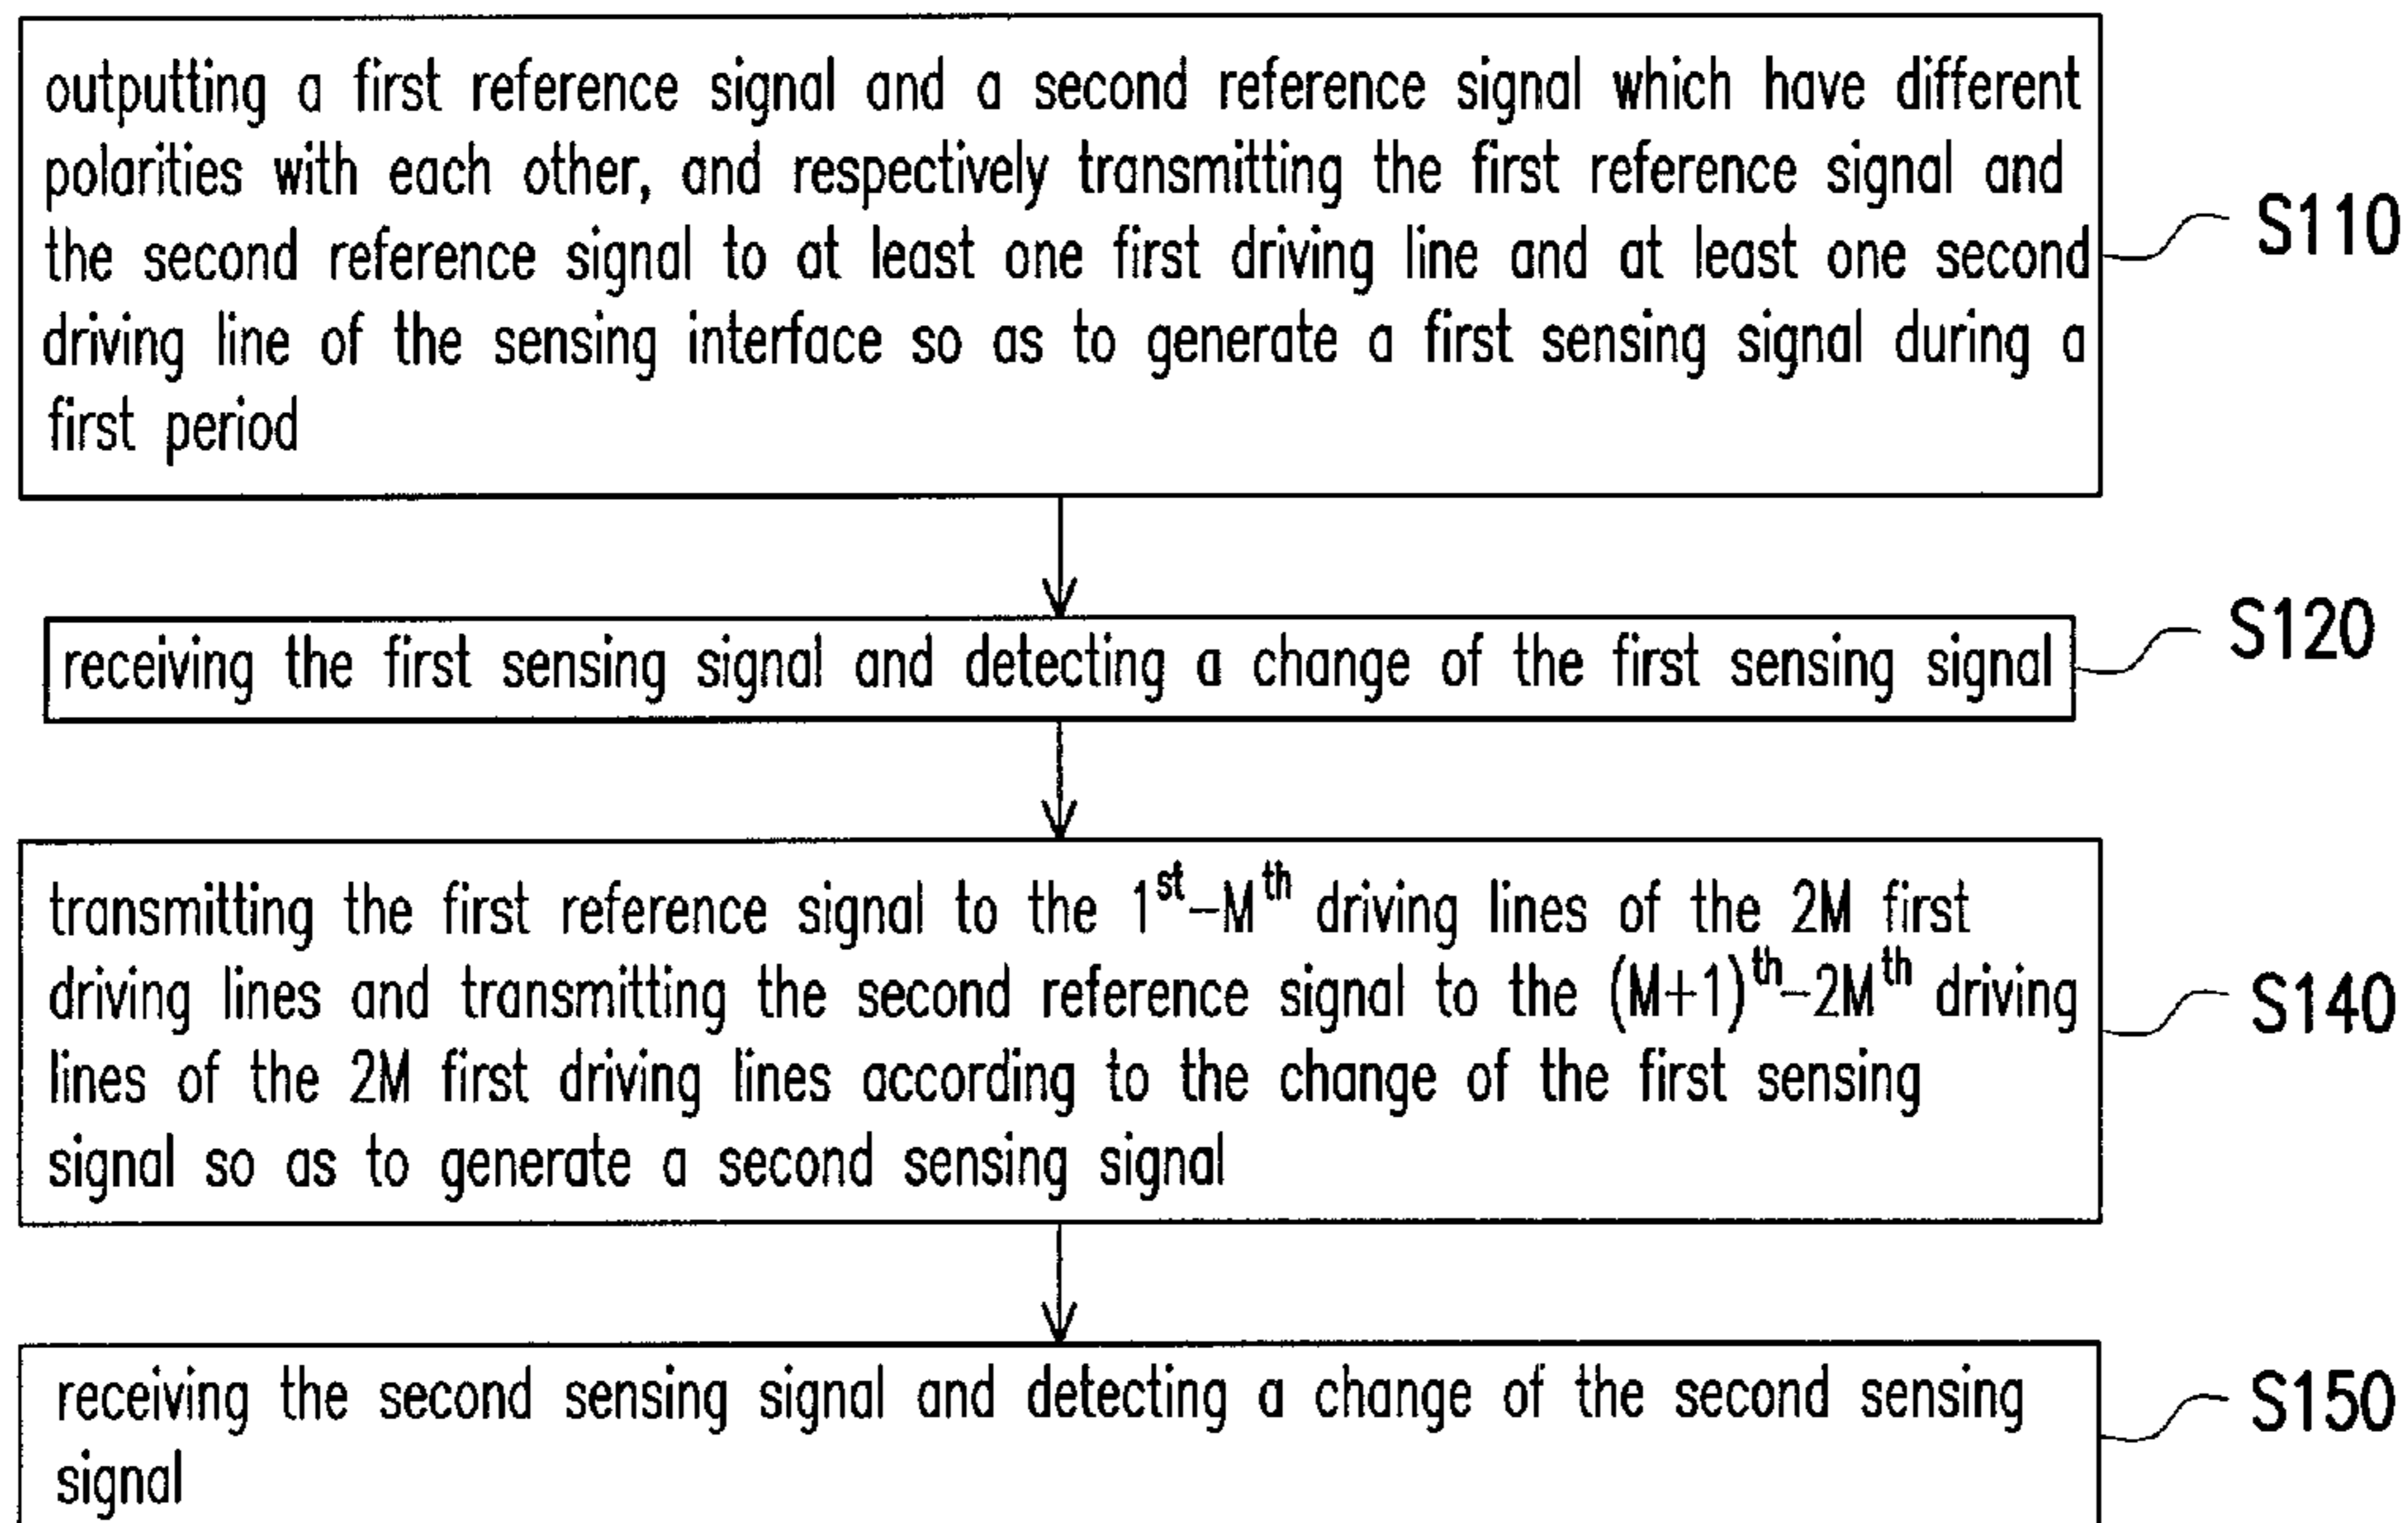 outputting a first reference signal and a second reference signal which have different
polarities with each other, and respectively transmitting the first reference signal and
the second reference signal to at least one first driving line and at least one second
driving line of the sensing interface so as to generate a first sensing signal during a
first period
S110
receiving the first sensing signal and detecting a change of the first sensing signal
S120
transmitting the first reference signal to the 1st-Mth driving lines of the 2M first
driving lines and transmitting the second reference signal to the (M+1)th-2Mth driving
lines of the 2M first driving lines according to the change of the first sensing
signal so as to generate a second sensing signal
S140
receiving the second sensing signal and detecting a change of the second sensing
signal
S150